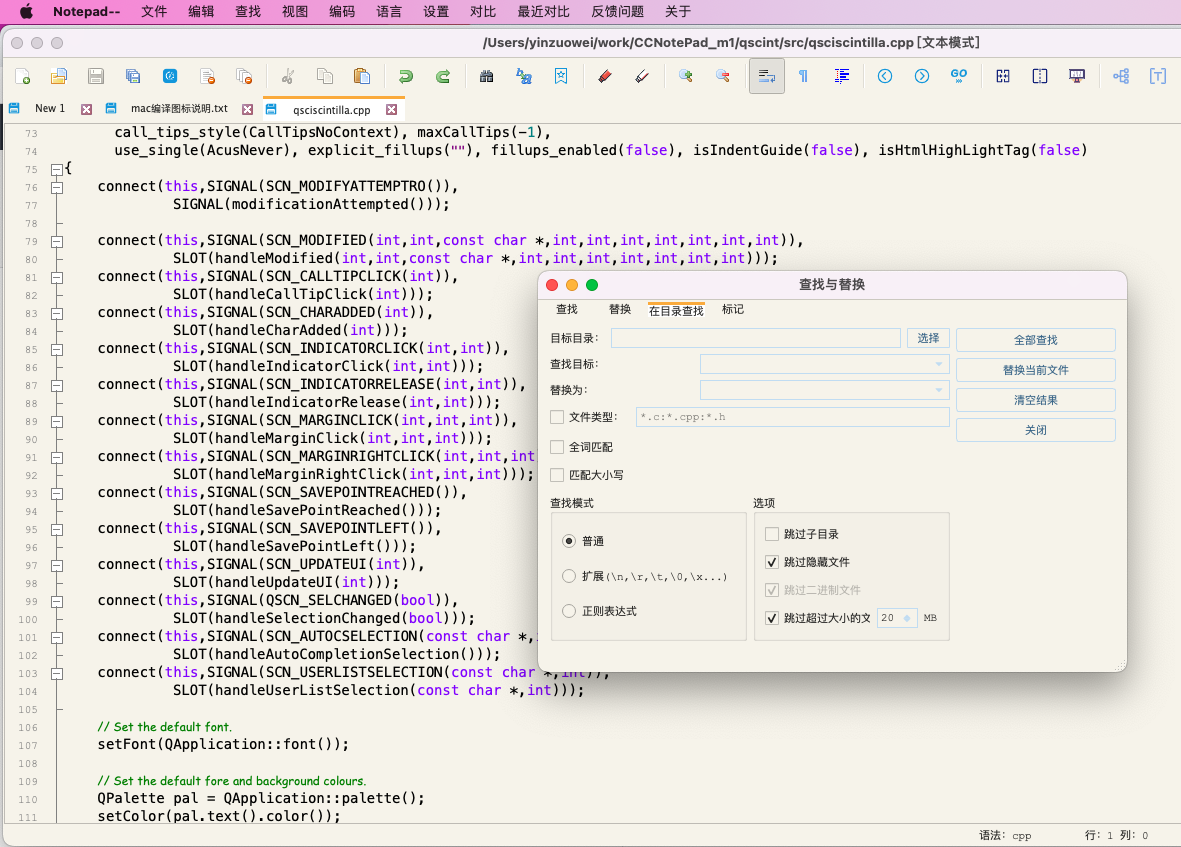 Notepad-- 文件 编辑 查找 视图 编码 语言 设置 对比 最近对比 反馈问题 关于
/Users/yinzuowei/work/CCNotePad_m1/qscint/src/qsciscintilla.cpp [文本模式]
New 1 mac编译图标说明.txt qsciscintilla.cpp
73 call_tips_style(CallTipsNoContext), maxCallTips(-1),
74 use_single(AcusNever), explicit_fillups(""), fillups_enabled(false), isIndentGuide(false), isHtmlHighLightTag(false)
75 {
76 connect(this,SIGNAL(SCN_MODIFYATTEMPTRO()),
77 SIGNAL(modificationAttempted()));
78
79 connect(this,SIGNAL(SCN_MODIFIED(int,int,const char *,int,int,int,int,int,int,int)),
80 SLOT(handleModified(int,int,const char *,int,int,int,int,int,int,int)));
81 connect(this,SIGNAL(SCN_CALLTIPCLICK(int)),
82 SLOT(handleCallTipClick(int)));
83 connect(this,SIGNAL(SCN_CHARADDED(int)),
84 SLOT(handleCharAdded(int)));
85 connect(this,SIGNAL(SCN_INDICATORCLICK(int,int)),
86 SLOT(handleIndicatorClick(int,int)));
87 connect(this,SIGNAL(SCN_INDICATORRELEASE(int,int)),
88 SLOT(handleIndicatorRelease(int,int)));
89 connect(this,SIGNAL(SCN_MARGINCLICK(int,int,int)),
90 SLOT(handleMarginClick(int,int,int)));
91 connect(this,SIGNAL(SCN_MARGINRIGHTCLICK(int,int,int
92 SLOT(handleMarginRightClick(int,int,int)));
93 connect(this,SIGNAL(SCN_SAVEPOINTREACHED()),
94 SLOT(handleSavePointReached()));
95 connect(this,SIGNAL(SCN_SAVEPOINTLEFT()),
96 SLOT(handleSavePointLeft()));
97 connect(this,SIGNAL(SCN_UPDATEUI(int)),
98 SLOT(handleUpdateUI(int)));
99 connect(this,SIGNAL(QSCN_SELCHANGED(bool)),
100 SLOT(handleSelectionChanged(bool)));
101 connect(this,SIGNAL(SCN_AUTOCSELECTION(const char *,
102 SLOT(handleAutoCompletionSelection()));
103 connect(this,SIGNAL(SCN_USERLISTSELECTION(const char *,int)),
104 SLOT(handleUserListSelection(const char *,int)));
105
106 // Set the default font.
107 setFont(QApplication::font());
108
109 // Set the default fore and background colours.
110 QPalette pal = QApplication::palette();
111 setColor(pal.text().color());
查找与替换
查找 替换 在目录查找 标记
目标目录: 选择 全部查找
查找目标: 替换当前文件
替换为: 清空结果
文件类型: *.c:*.cpp:*.h 关闭
全词匹配
匹配大小写
查找模式 选项
普通 跳过子目录
扩展(\n,\r,\t,\0,\x...) 跳过隐藏文件
正则表达式 跳过二进制文件
跳过超过大小的文 20 MB
语法: cpp 行: 1 列: 0